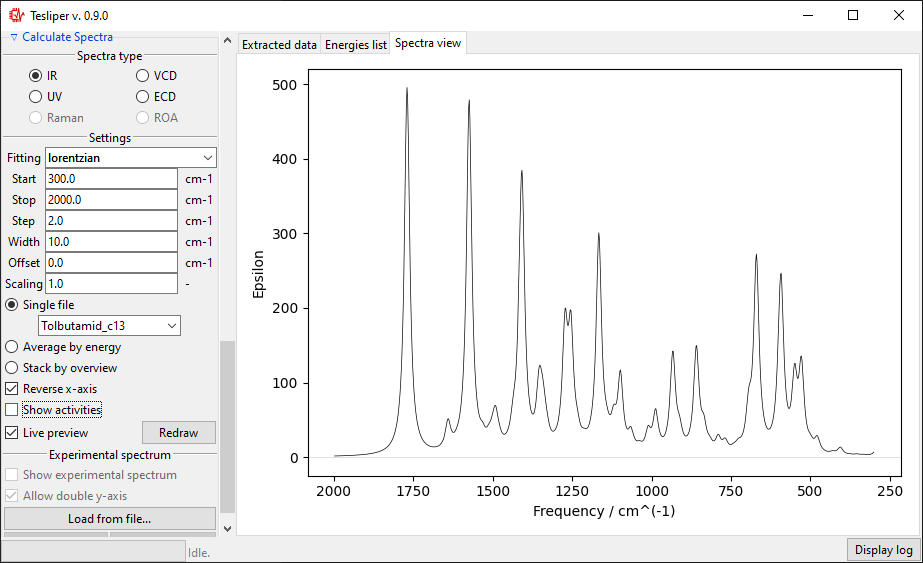 Tesliper v. 0.9.0
▽ Calculate Spectra
Spectra type
IR VCD
UV ECD
Raman ROA
Settings
Fitting lorentzian
Start 300.0 cm-1
Stop 2000.0 cm-1
Step 2.0 cm-1
Width 10.0 cm-1
Offset 0.0 cm-1
Scaling 1.0 -
Single file
Tolbutamid_c13
Average by energy
Stack by overview
Reverse x-axis
Show activities
Live preview Redraw
Experimental spectrum
Show experimental spectrum
Allow double y-axis
Load from file...
Idle.
Extracted data Energies list Spectra view
500
400
300
200
100
0
Epsilon
2000 1750 1500 1250 1000 750 500 250
Frequency / cm^(-1)
Display log